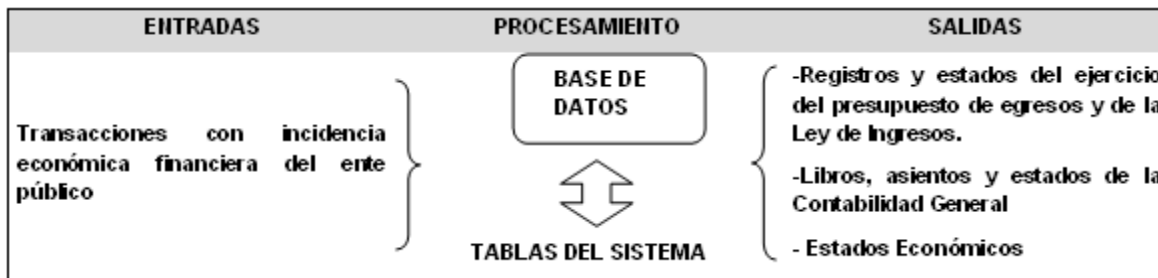 ENTRADAS PROCESAMIENTO SALIDAS
Transacciones con incidencia
económica financiera del ente
público
BASE DE
DATOS
TABLAS DEL SISTEMA
-Registros y estados del ejercicio
del presupuesto de egresos y de la
Ley de Ingresos.
-Libros, asientos y estados de la
Contabilidad General
- Estados Económicos